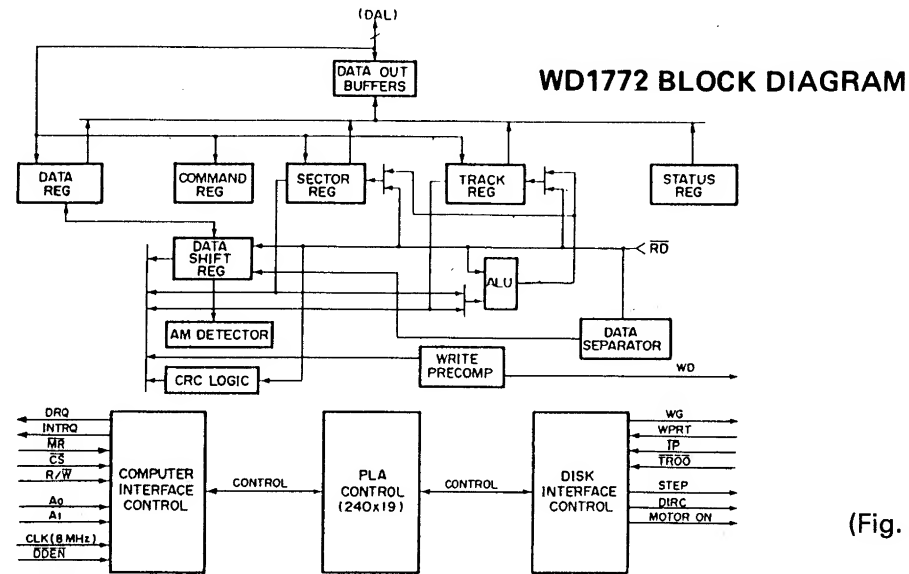 (DAL)
DATA OUT
BUFFERS
WD1772 BLOCK DIAGRAM
DATA
REG
COMMAND
REG
SECTOR
REG
TRACK
REG
STATUS
REG
DATA
SHIFT
REG
RD
ALU
AM DETECTOR
DATA
SEPARATOR
WRITE
PRECOMP
WD
CRC LOGIC
DRQ
INTRQ
MR
CS
R/W
A0
A1
CLK(8 MHz)
DDEN
COMPUTER
INTERFACE
CONTROL
CONTROL
PLA
CONTROL
(240x19)
CONTROL
DISK
INTERFACE
CONTROL
WG
WPRT
IP
TROO
STEP
DIRC
MOTOR ON
(Fig.